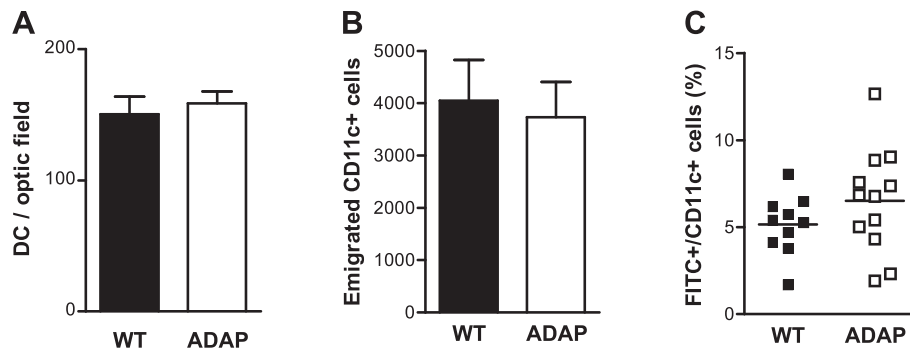 A
DC / optic field
200
100
0
WT ADAP
B
Emigrated CD11c+ cells
5000
4000
3000
2000
1000
0
WT ADAP
C
FITC+/CD11c+ cells (%)
15
10
5
0
WT ADAP